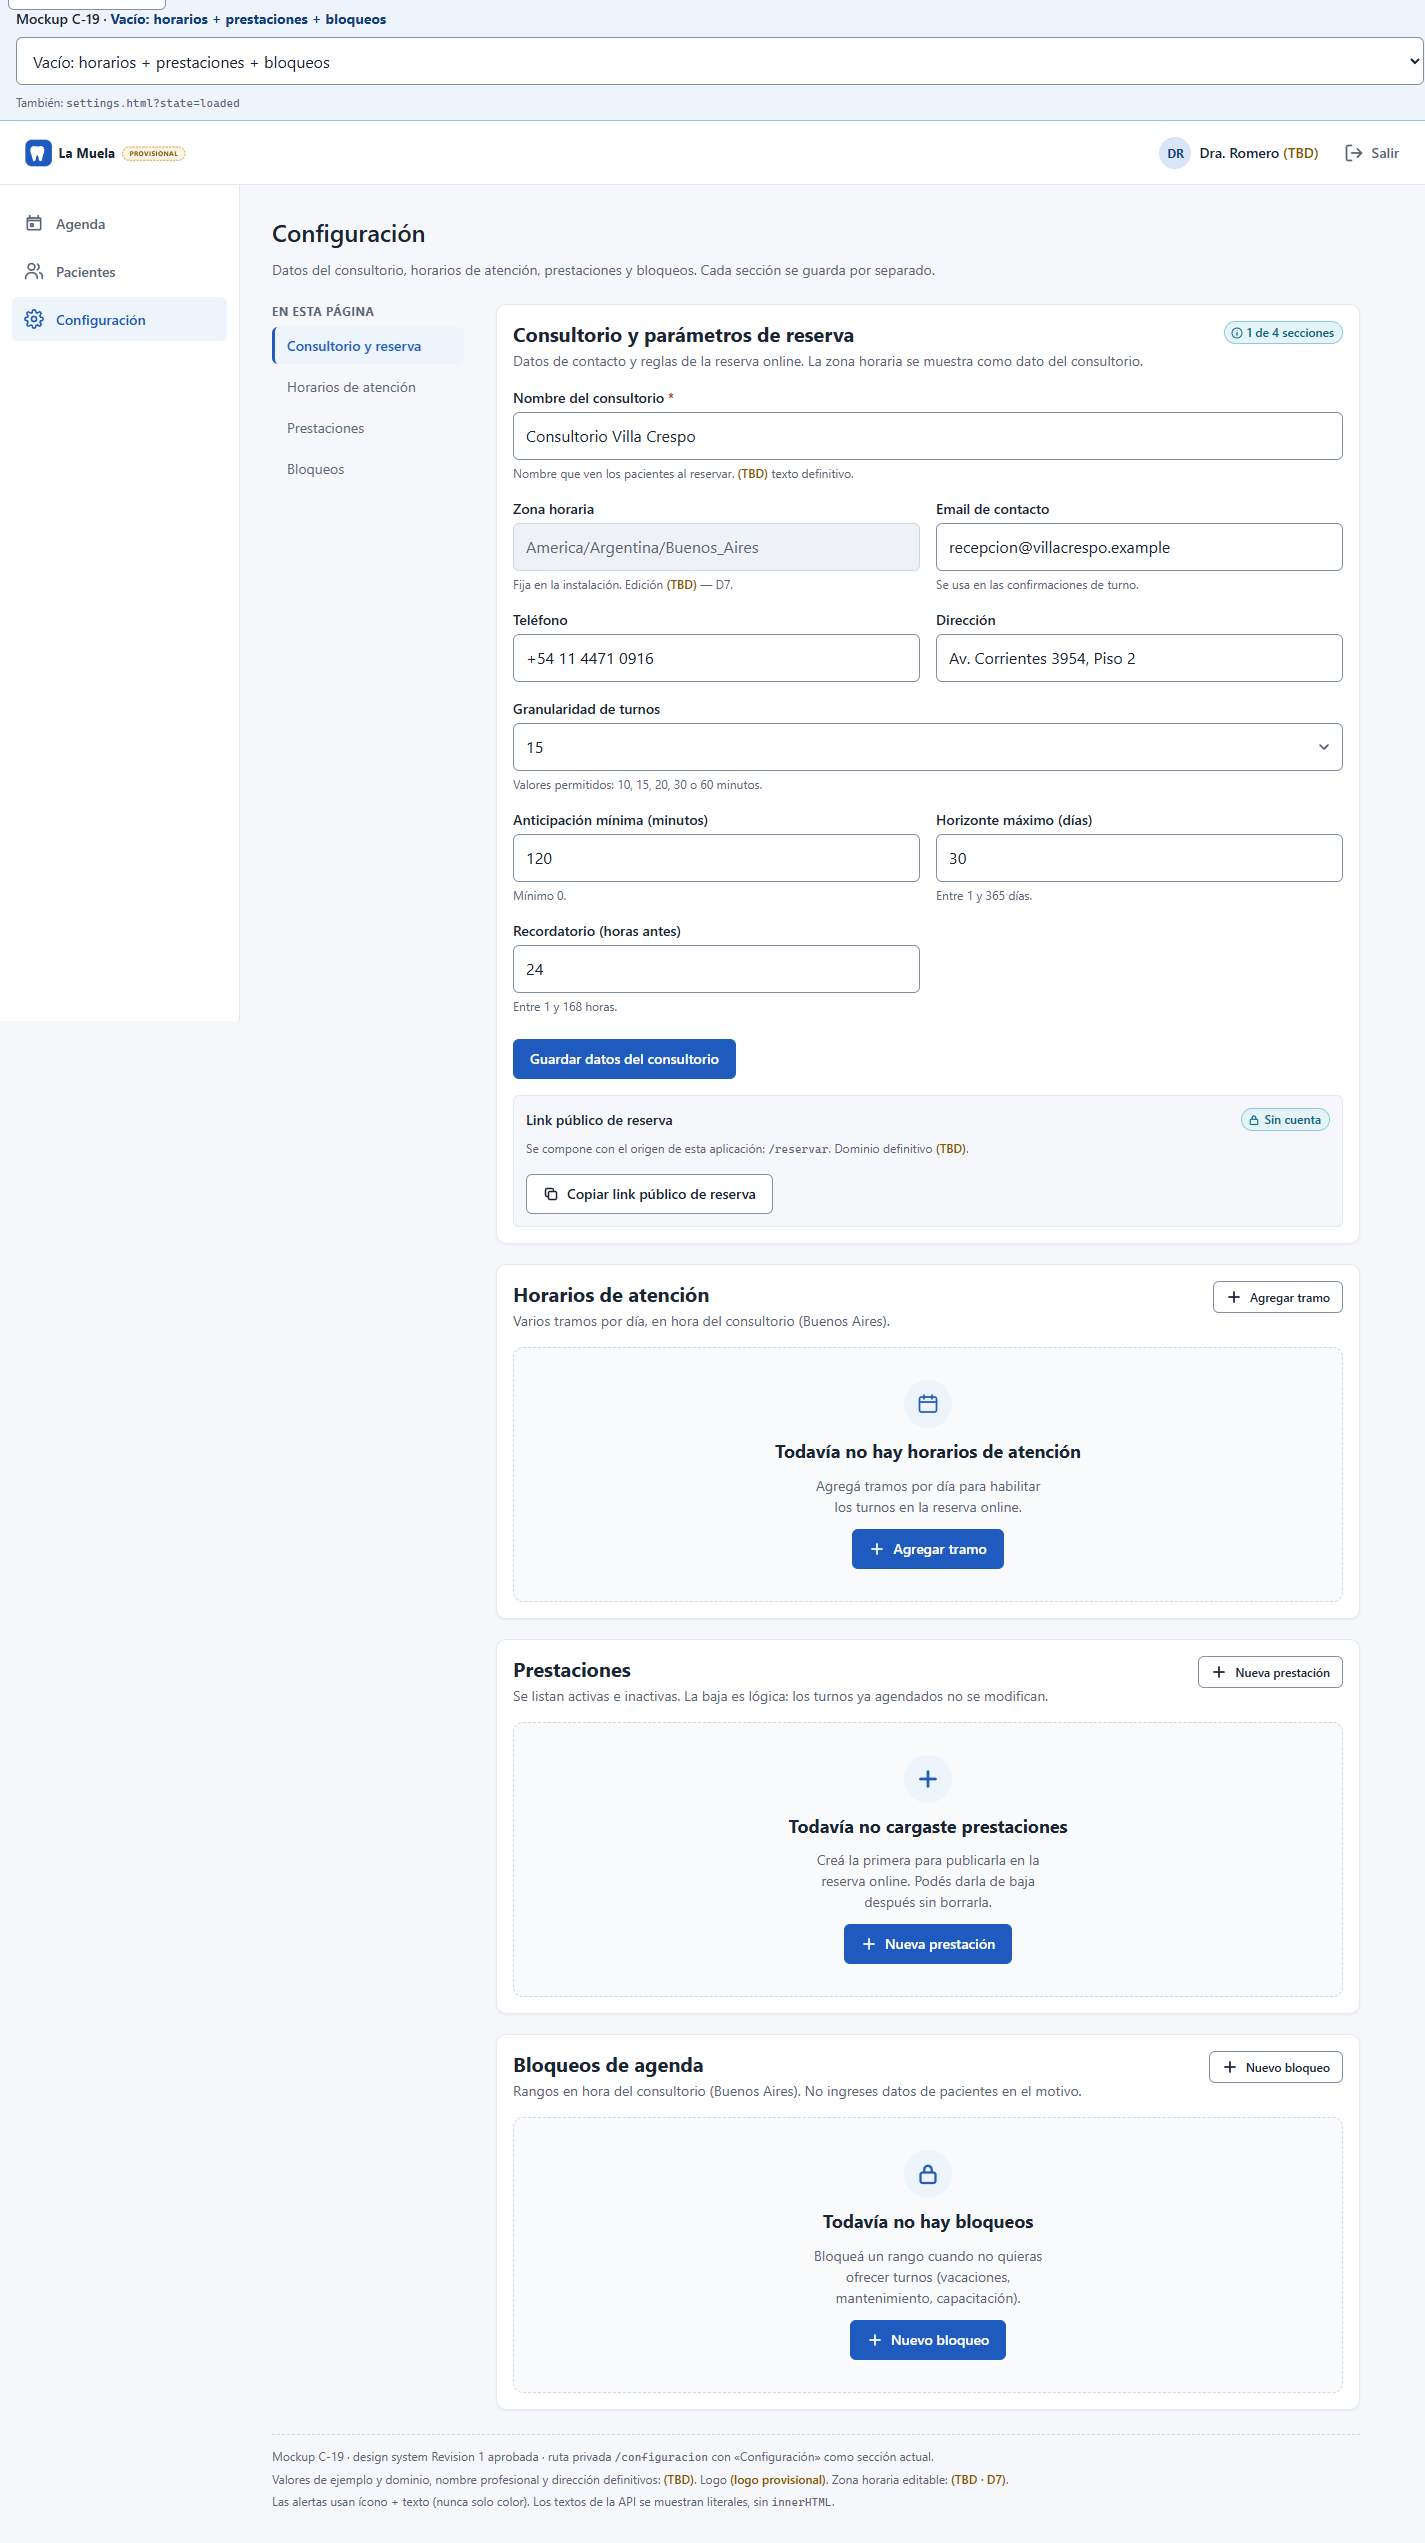 Mockup C-19 · Vacío: horarios + prestaciones + bloqueos
Vacío: horarios + prestaciones + bloqueos
También: settings.html?state=loaded
La Muela PROVISIONAL
DR Dra. Romero (TBD) Salir
Agenda
Pacientes
Configuración
Configuración
Datos del consultorio, horarios de atención, prestaciones y bloqueos. Cada sección se guarda por separado.
EN ESTA PÁGINA
Consultorio y reserva
Horarios de atención
Prestaciones
Bloqueos
Consultorio y parámetros de reserva
1 de 4 secciones
Datos de contacto y reglas de la reserva online. La zona horaria se muestra como dato del consultorio.
Nombre del consultorio *
Consultorio Villa Crespo
Nombre que ven los pacientes al reservar. (TBD) texto definitivo.
Zona horaria
America/Argentina/Buenos_Aires
Fija en la instalación. Edición (TBD) — D7.
Email de contacto
recepcion@villacrespo.example
Se usa en las confirmaciones de turno.
Teléfono
+54 11 4471 0916
Dirección
Av. Corrientes 3954, Piso 2
Granularidad de turnos
15
Valores permitidos: 10, 15, 20, 30 o 60 minutos.
Anticipación mínima (minutos)
120
Mínimo 0.
Horizonte máximo (días)
30
Entre 1 y 365 días.
Recordatorio (horas antes)
24
Entre 1 y 168 horas.
Guardar datos del consultorio
Link público de reserva
Sin cuenta
Se compone con el origen de esta aplicación: /reservar. Dominio definitivo (TBD).
Copiar link público de reserva
Horarios de atención
Agregar tramo
Varios tramos por día, en hora del consultorio (Buenos Aires).
Todavía no hay horarios de atención
Agregá tramos por día para habilitar
los turnos en la reserva online.
Agregar tramo
Prestaciones
Nueva prestación
Se listan activas e inactivas. La baja es lógica: los turnos ya agendados no se modifican.
Todavía no cargaste prestaciones
Creá la primera para publicarla en la
reserva online. Podés darla de baja
después sin borrarla.
Nueva prestación
Bloqueos de agenda
Nuevo bloqueo
Rangos en hora del consultorio (Buenos Aires). No ingreses datos de pacientes en el motivo.
Todavía no hay bloqueos
Bloqueá un rango cuando no quieras
ofrecer turnos (vacaciones,
mantenimiento, capacitación).
Nuevo bloqueo
Mockup C-19 · design system Revision 1 aprobada · ruta privada /configuracion con «Configuración» como sección actual.
Valores de ejemplo y dominio, nombre profesional y dirección definitivos: (TBD). Logo (logo provisional). Zona horaria editable: (TBD · D7).
Las alertas usan ícono + texto (nunca solo color). Los textos de la API se muestran literales, sin innerHTML.